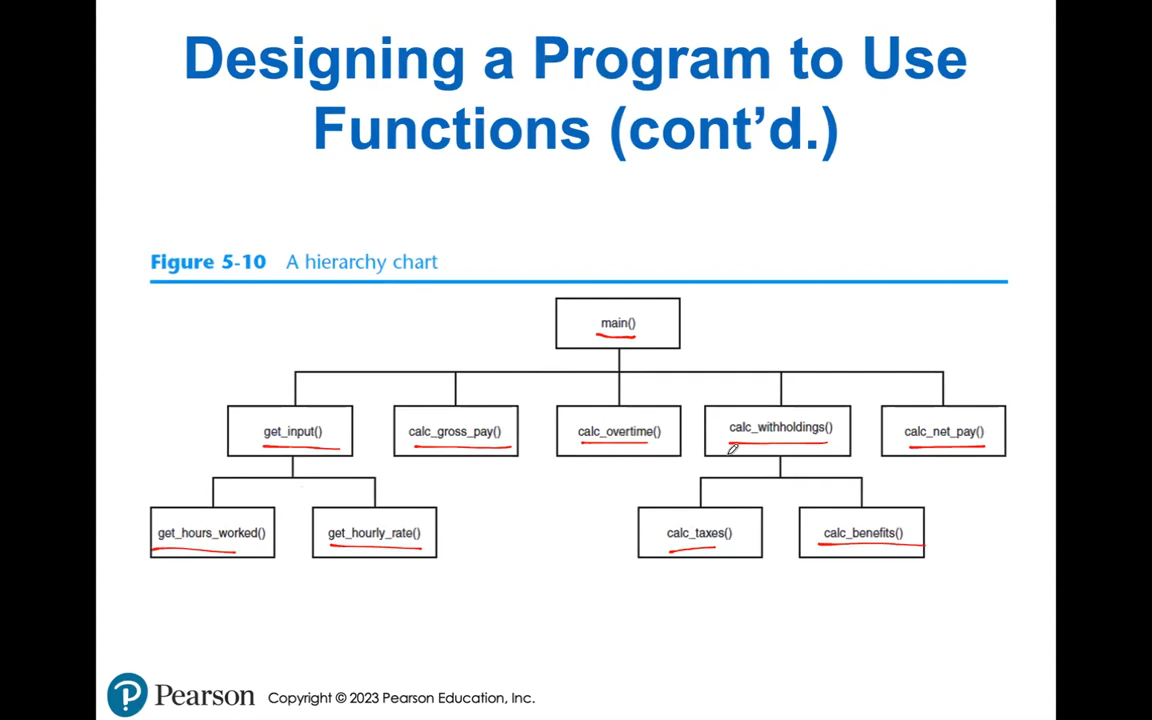 Designing a Program to Use
Functions (cont’d.)
Figure 5-10 A hierarchy chart
main()
get_input() calc_gross_pay() calc_overtime() calc_withholdings() calc_net_pay()
get_hours_worked() get_hourly_rate() calc_taxes() calc_benefits()
Pearson Copyright © 2023 Pearson Education, Inc.